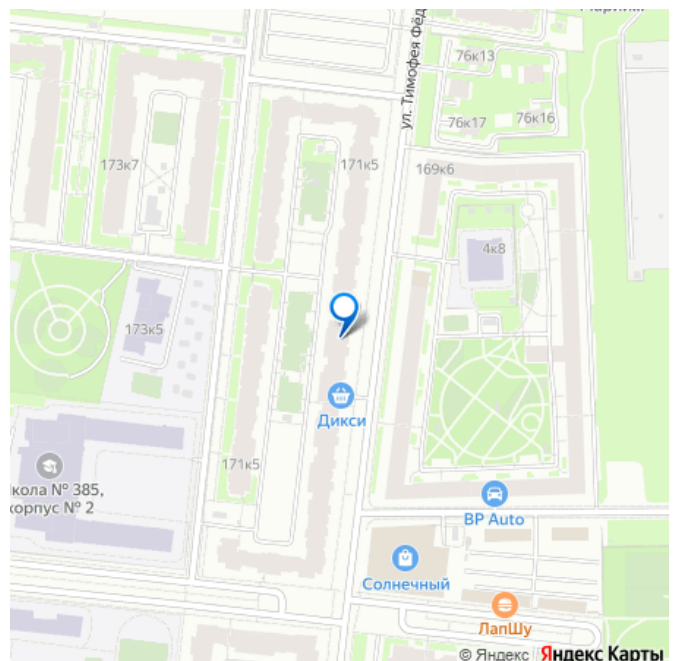 ул. Тимофея Фёд
76к13
76к17
76к16
173к7
171к5
169к6
4к8
173к5
Дикси
171к5
кола № 385,
корпус № 2
BP Auto
Солнечный
ЛапШу
© Яндекс Яндекс Карты